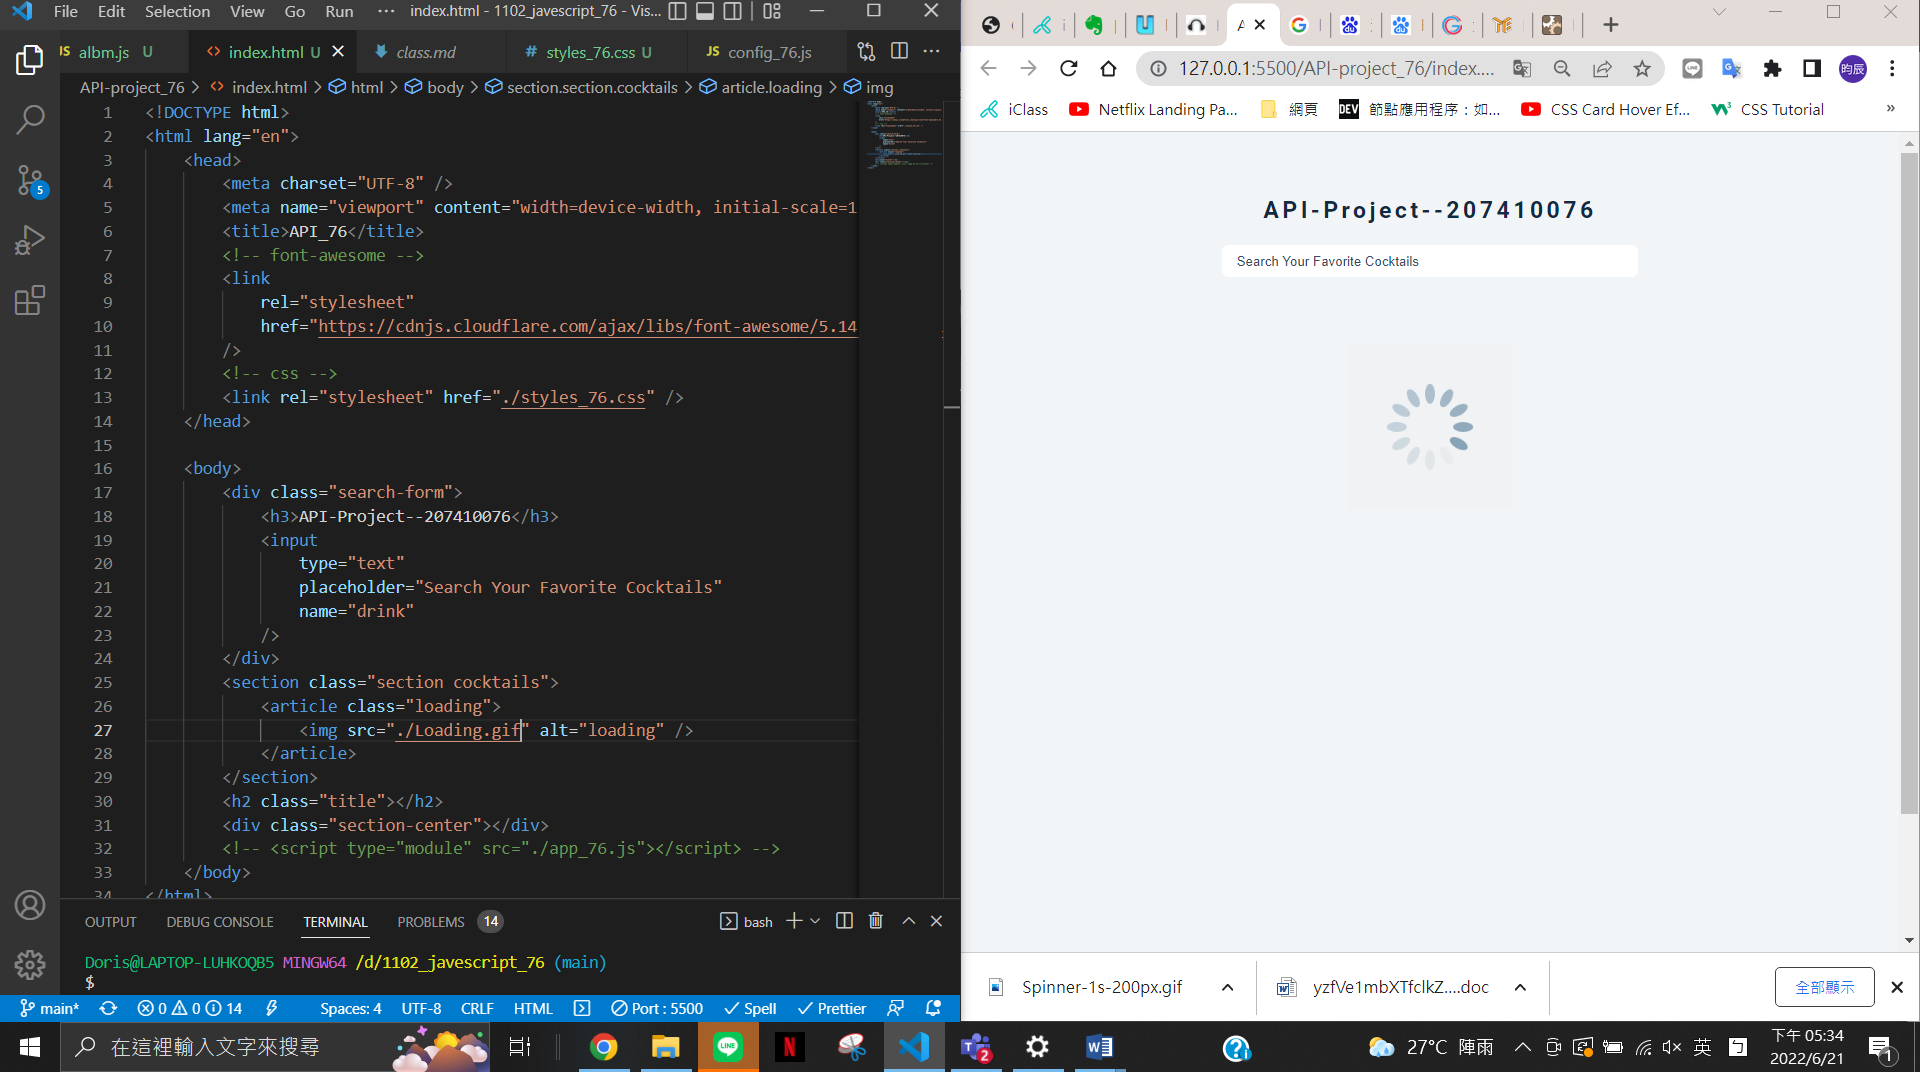 File Edit Selection View Go Run ··· index.html - 1102_javescript_76 - Vis...
JS albm.js U
<> index.html U
class.md
# styles_76.css U
JS config_76.js
API-project_76 > <> index.html > html > body > section.section.cocktails > article.loading > img
1 <!DOCTYPE html>
2 <html lang="en">
3 <head>
4 <meta charset="UTF-8" />
5 <meta name="viewport" content="width=device-width, initial-scale=1
6 <title>API_76</title>
7 <!-- font-awesome -->
8 <link
9 rel="stylesheet"
10 href="https://cdnjs.cloudflare.com/ajax/libs/font-awesome/5.14
11 />
12 <!-- css -->
13 <link rel="stylesheet" href="./styles_76.css" />
14 </head>
15
16 <body>
17 <div class="search-form">
18 <h3>API-Project--207410076</h3>
19 <input
20 type="text"
21 placeholder="Search Your Favorite Cocktails"
22 name="drink"
23 />
24 </div>
25 <section class="section cocktails">
26 <article class="loading">
27 <img src="./Loading.gif" alt="loading" />
28 </article>
29 </section>
30 <h2 class="title"></h2>
31 <div class="section-center"></div>
32 <!-- <script type="module" src="./app_76.js"></script> -->
33 </body>
34 </html>
5
OUTPUT DEBUG CONSOLE TERMINAL PROBLEMS 14
bash
Doris@LAPTOP-LUHKOQB5 MINGW64 /d/1102_javescript_76 (main)
$
main* 0 0 14 Spaces: 4 UTF-8 CRLF HTML Port : 5500 Spell Prettier
127.0.0.1:5500/API-project_76/index....
昀辰
iClass Netflix Landing Pa... 網頁 DEV 節點應用程序：如... CSS Card Hover Ef... CSS Tutorial »
API-Project--207410076
Search Your Favorite Cocktails
Spinner-1s-200px.gif
yzfVe1mbXTfclkZ....doc
全部顯示
在這裡輸入文字來搜尋
LINE
2
27°C 陣雨
英
下午 05:34
2022/6/21
1